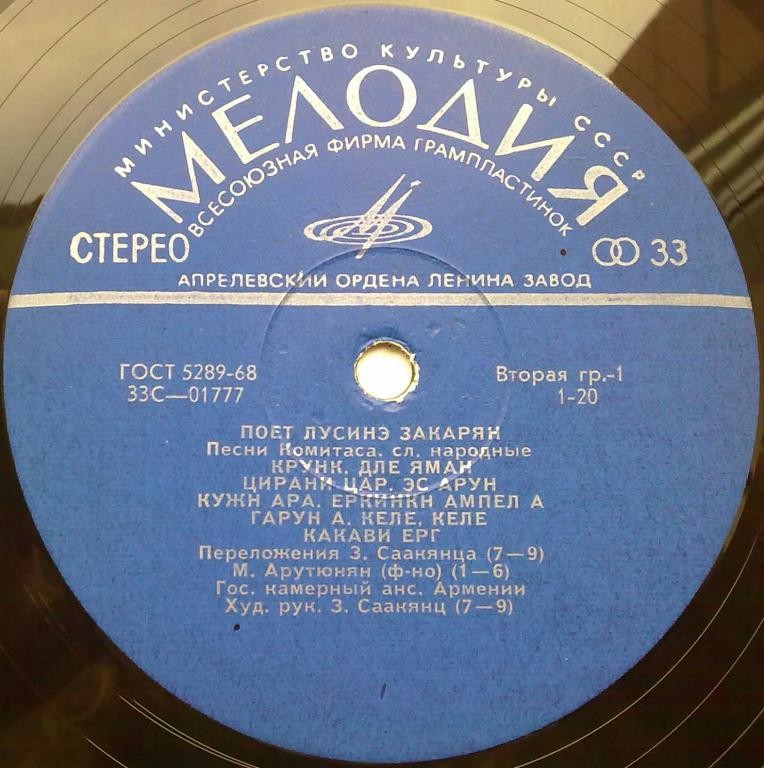 МИНИСТЕРСТВО КУЛЬТУРЫ СССР
МЕЛОДИЯ
ВСЕСОЮЗНАЯ ФИРМА ГРАМПЛАСТИНОК
СТЕРЕО
33
АПРЕЛЕВСКИЙ ОРДЕНА ЛЕНИНА ЗАВОД
ГОСТ 5289-68
Вторая гр.-1
33С—01777
1-20
ПОЕТ ЛУСИНЭ ЗАКАРЯН
Песни Комитаса. сл. народные
КРУНК. ДЛЕ ЯМАН
ЦИРАНИ ЦАР. ЭС АРУН
КУЖН АРА. ЕРКИНКН АМПЕЛ А
ГАРУН А. КЕЛЕ, КЕЛЕ
КАКАВИ ЕРГ
Переложения З. Саакянца (7—9)
М. Арутюнян (ф-но) (1—6)
Гос. камерный анс. Армении
Худ. рук. З. Саакянц (7—9)